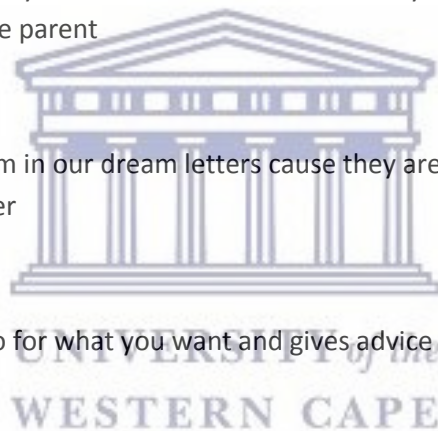 e parent
m in our dream letters cause they are
er
o for what you want and gives advice
UNIVERSITY of the
WESTERN CAPE